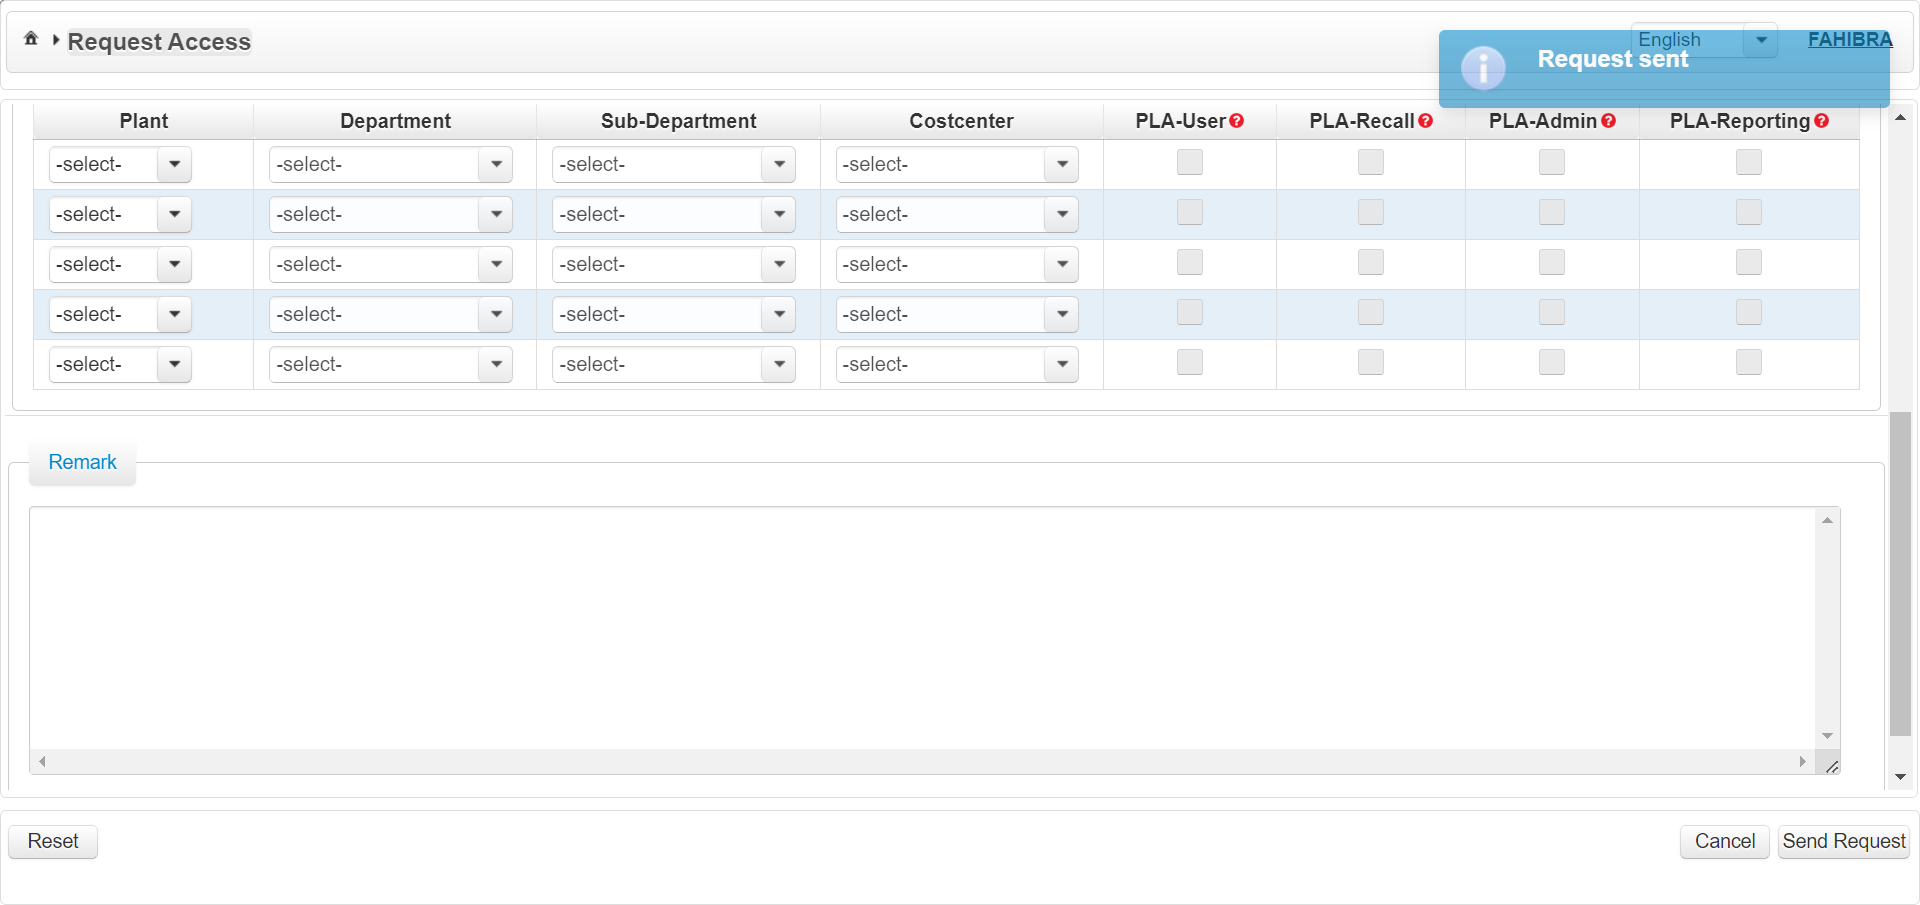 Request Access
English
FAHIBRA
Request sent
Plant Department Sub-Department Costcenter PLA-User? PLA-Recall? PLA-Admin? PLA-Reporting?
-select- -select- -select- -select-
-select- -select- -select- -select-
-select- -select- -select- -select-
-select- -select- -select- -select-
-select- -select- -select- -select-
Remark
Reset Cancel Send Request